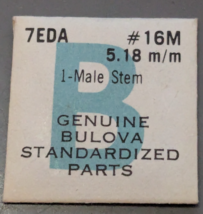 7EDA #16M
5.18 m/m
1-Male Stem
B
GENUINE
BULOVA
STANDARDIZED
PARTS